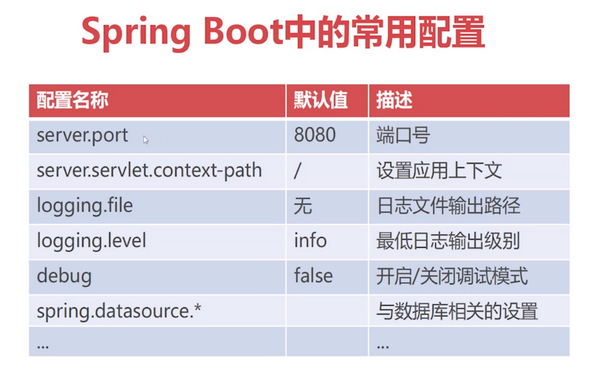 Spring Boot中的常用配置
配置名称 默认值 描述
server.port 8080 端口号
server.servlet.context-path / 设置应用上下文
logging.file 无 日志文件输出路径
logging.level info 最低日志输出级别
debug false 开启/关闭调试模式
spring.datasource.* 与数据库相关的设置
... ...